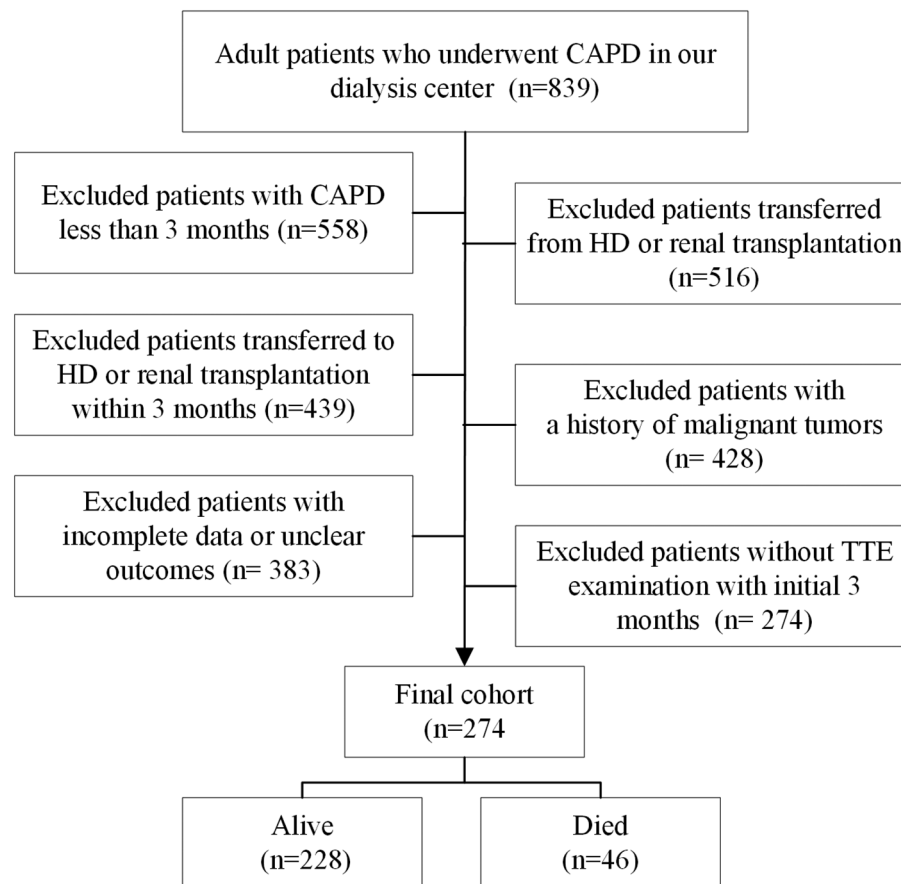 Adult patients who underwent CAPD in our
dialysis center (n=839)
Excluded patients with CAPD
less than 3 months (n=558)
Excluded patients transferred
from HD or renal transplantation
(n=516)
Excluded patients transferred to
HD or renal transplantation
within 3 months (n=439)
Excluded patients with
a history of malignant tumors
(n= 428)
Excluded patients with
incomplete data or unclear
outcomes (n= 383)
Excluded patients without TTE
examination with initial 3
months (n= 274)
Final cohort
(n=274
Alive
(n=228)
Died
(n=46)